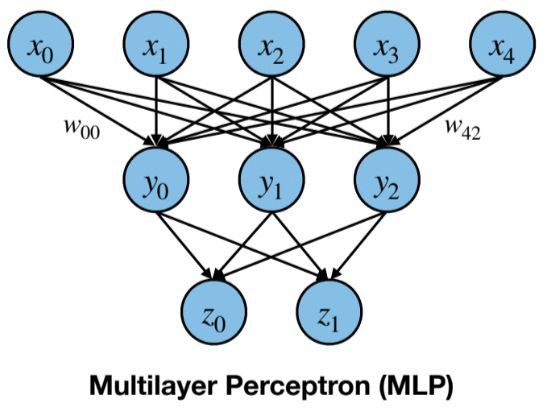 x0 x1 x2 x3 x4
w00 w42
y0 y1 y2
z0 z1
Multilayer Perceptron (MLP)